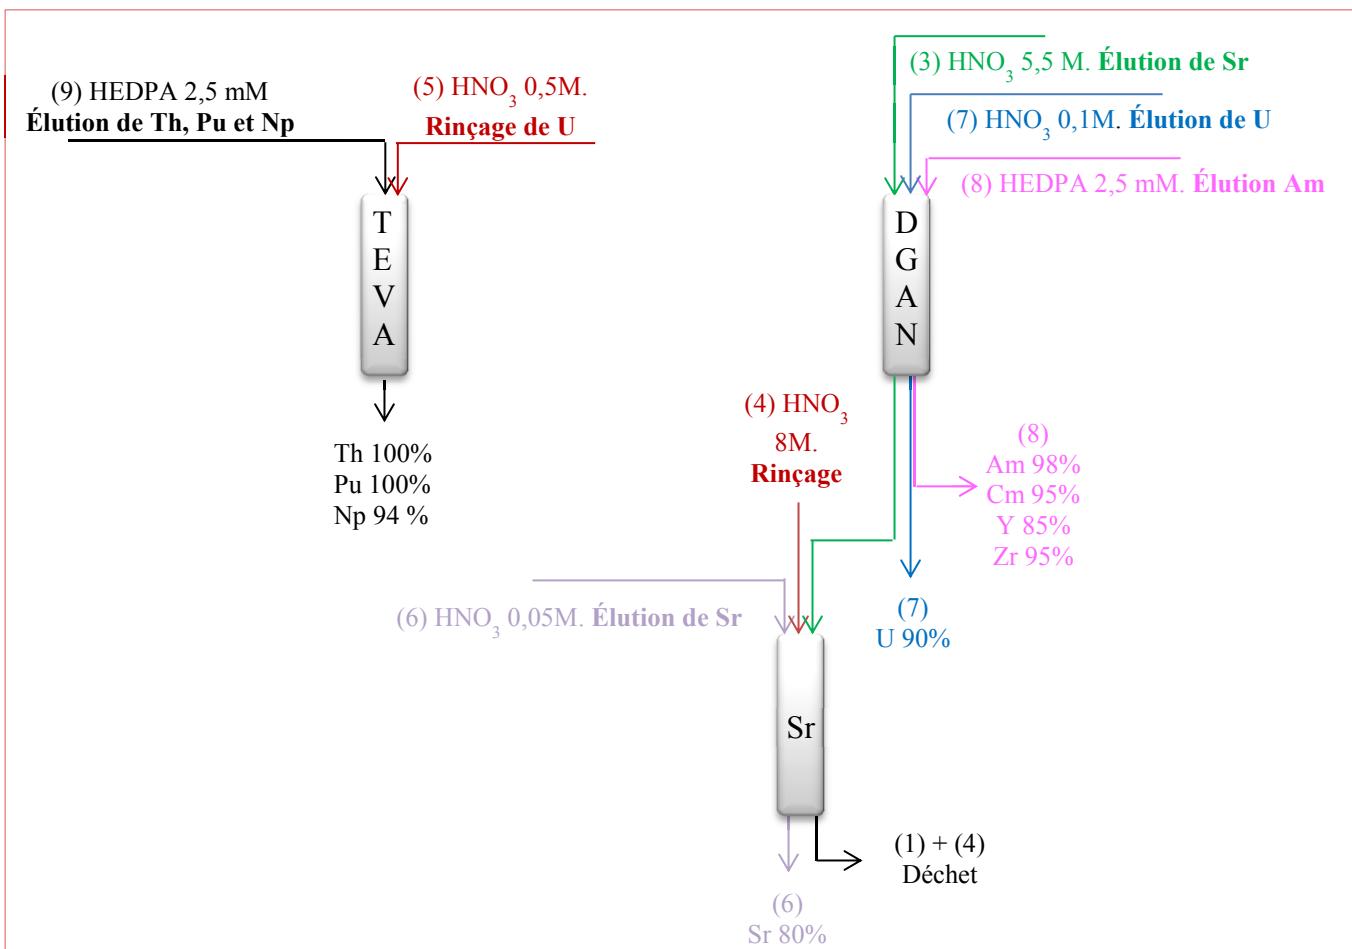 (9) HEDPA 2,5 mM
Élution de Th, Pu et Np
(5) HNO3 0,5M.
Rinçage de U
(3) HNO3 5,5 M. Élution de Sr
(7) HNO3 0,1M. Élution de U
(8) HEDPA 2,5 mM. Élution Am
T
E
V
A
D
G
A
N
Th 100%
Pu 100%
Np 94 %
(4) HNO3
8M.
Rinçage
(8)
Am 98%
Cm 95%
Y 85%
Zr 95%
(6) HNO3 0,05M. Élution de Sr
(7)
U 90%
Sr
(1) + (4)
Déchet
(6)
Sr 80%